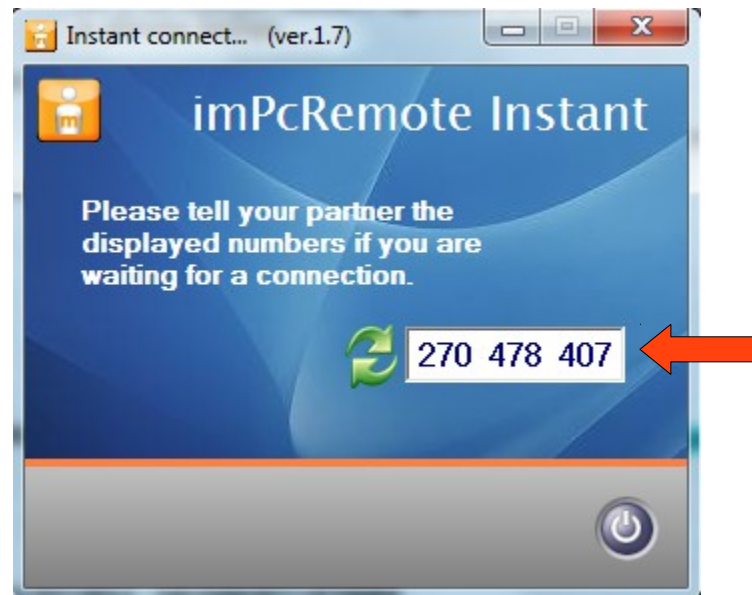 Instant connect... (ver.1.7)
m
imPcRemote Instant
Please tell your partner the
displayed numbers if you are
waiting for a connection.
270 478 407